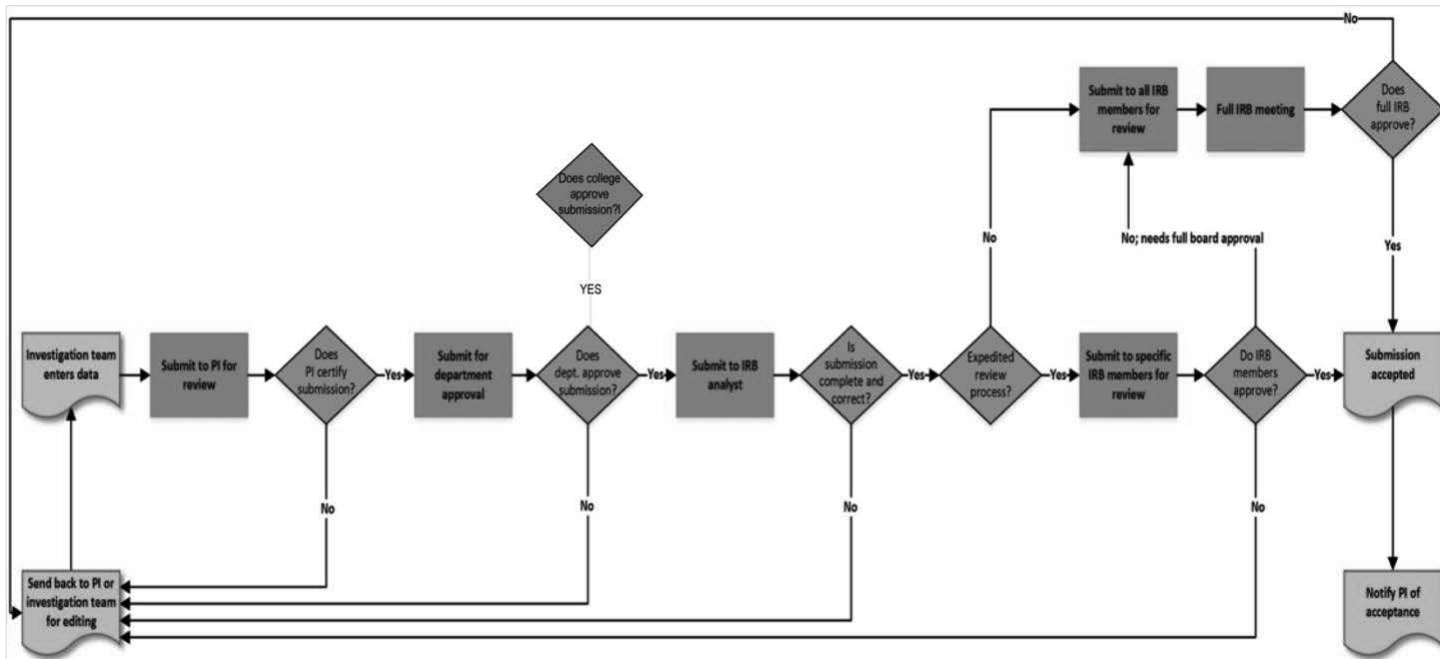 No
Submit to all IRB
members for
review
Full IRB meeting
Does
full IRB
approve?
Does college
approve
submission?I
No
No; needs full board approval
Yes
YES
Investigation team
enters data
Submit to PI for
review
Does
PI certify
submission?
Yes
Submit for
department
approval
Does
dept. approve
submission?
Yes
Submit to IRB
analyst
Is
submission
complete and
correct?
Yes
Expedited
review
process?
Yes
Submit to specific
IRB members for
review
Do IRB
members
approve?
Yes
Submission
accepted
No
No
No
No
Send back to PI or
investigation team
for editing
Notify PI of
acceptance